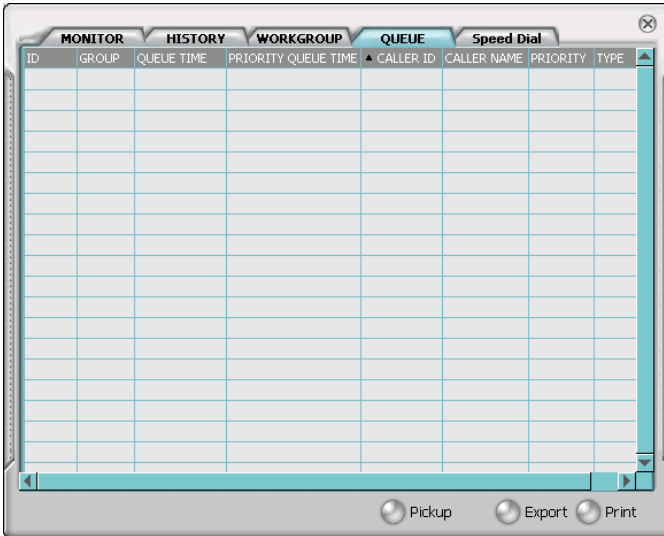 MONITOR HISTORY WORKGROUP QUEUE Speed Dial
ID GROUP QUEUE TIME PRIORITY QUEUE TIME CALLER ID CALLER NAME PRIORITY TYPE
Pickup Export Print